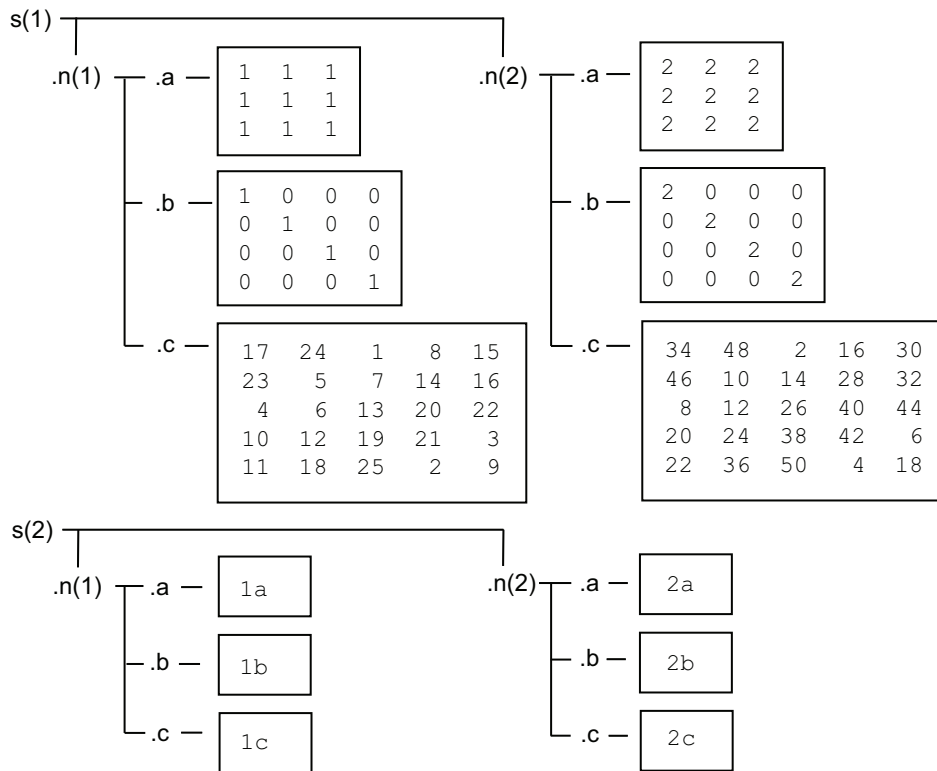 s(1)
.n(1)
.a
1 1 1
1 1 1
1 1 1
.b
1 0 0 0
0 1 0 0
0 0 1 0
0 0 0 1
.c
17 24 1 8 15
23 5 7 14 16
4 6 13 20 22
10 12 19 21 3
11 18 25 2 9
.n(2)
.a
2 2 2
2 2 2
2 2 2
.b
2 0 0 0
0 2 0 0
0 0 2 0
0 0 0 2
.c
34 48 2 16 30
46 10 14 28 32
8 12 26 40 44
20 24 38 42 6
22 36 50 4 18
s(2)
.n(1)
.a
1a
.b
1b
.c
1c
.n(2)
.a
2a
.b
2b
.c
2c